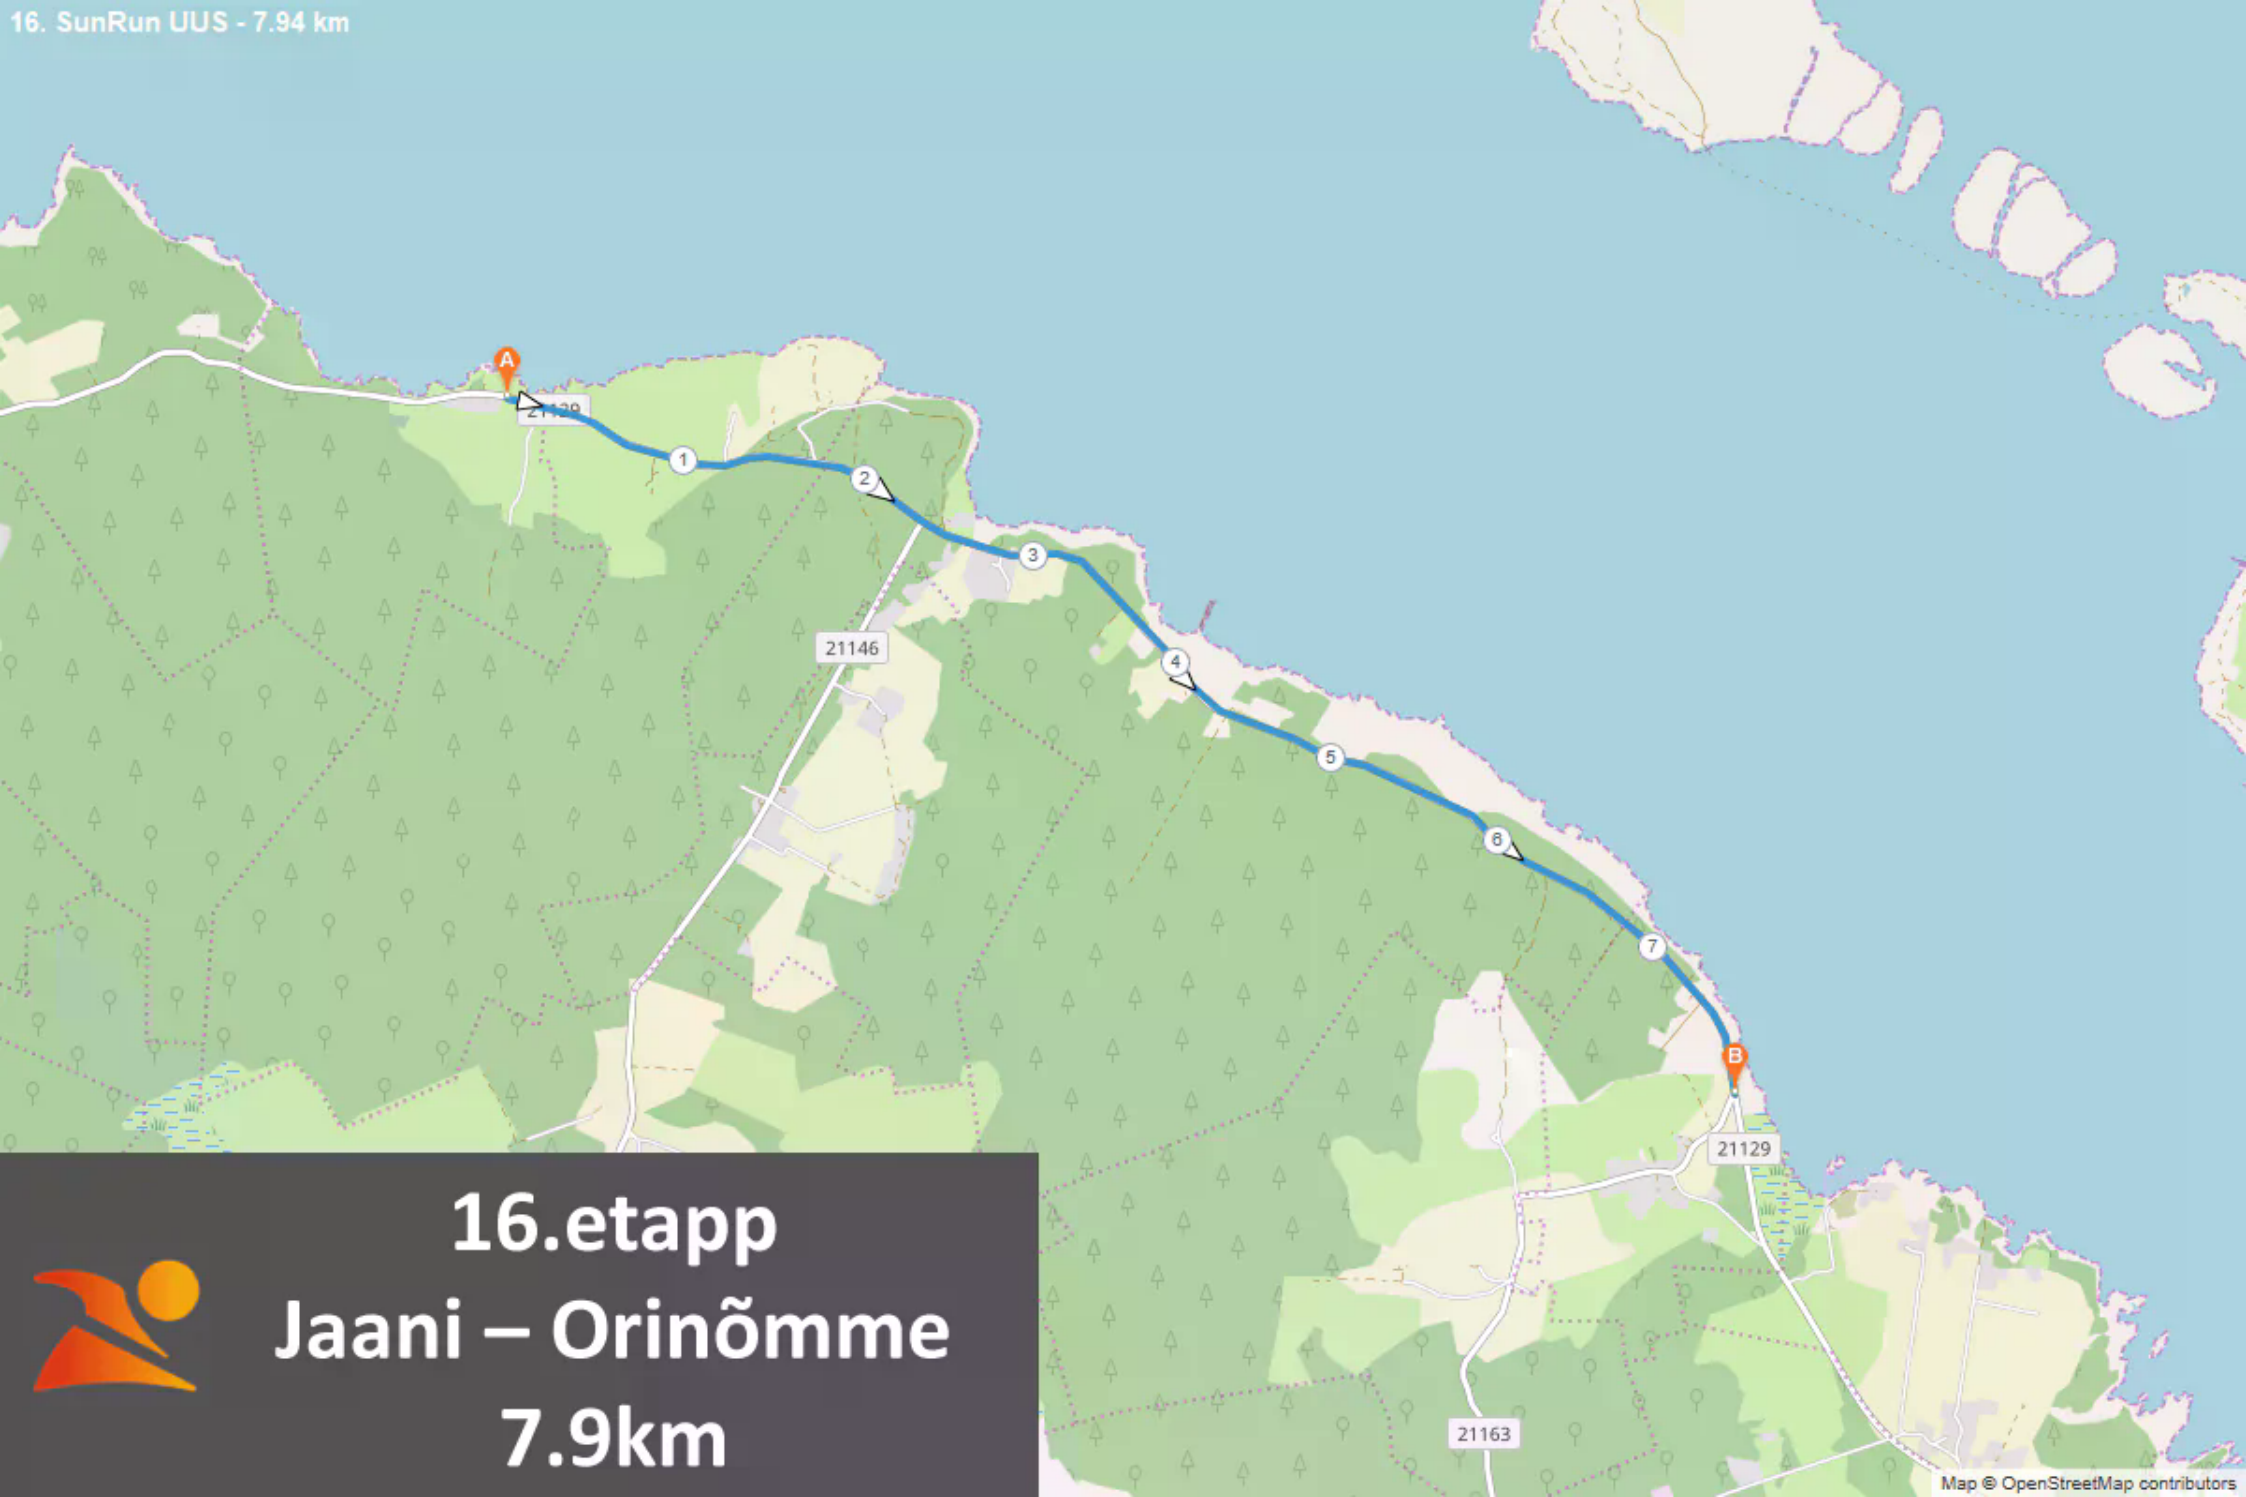 16. SunRun UUS - 7.94 km
A
21129
1
2
3
21146
4
5
6
7
B
21129
16.etapp
Jaani – Orinõmme
7.9km
21163
Map © OpenStreetMap contributors